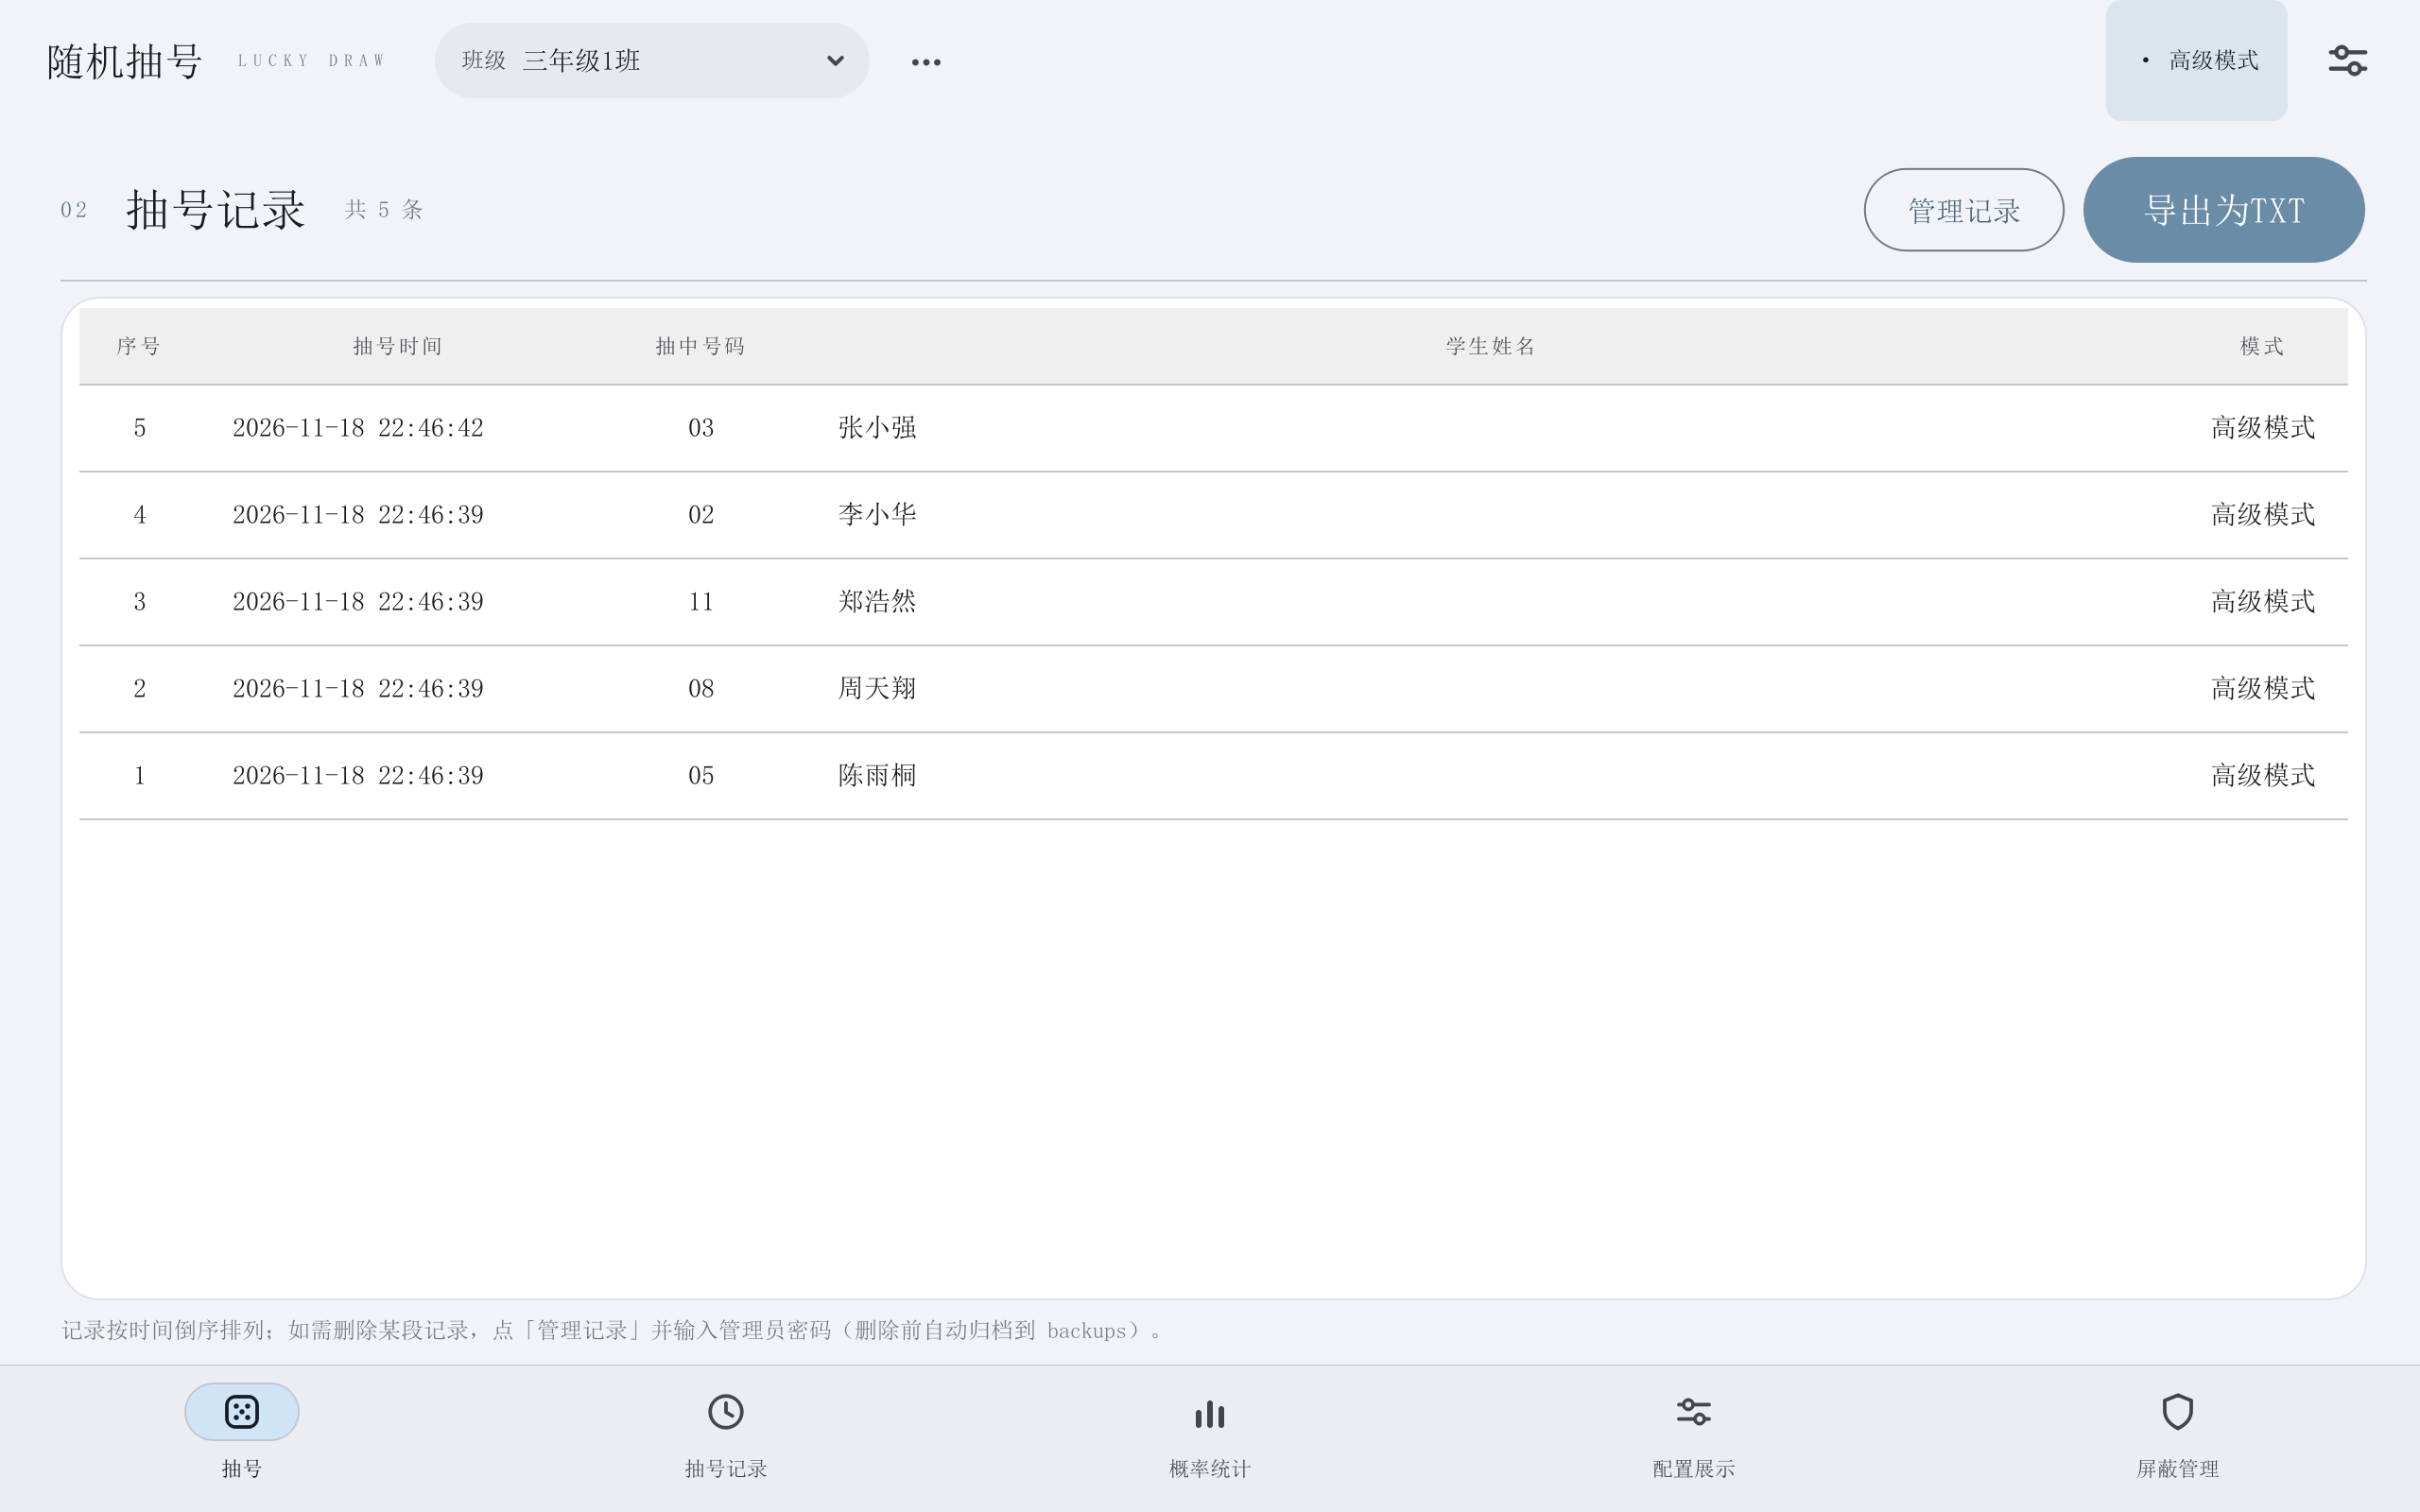 随机抽号 LUCKY DRAW 班级 三年级1班 ··· · 高级模式
02 抽号记录 共 5 条 管理记录 导出为TXT
序号 抽号时间 抽中号码 学生姓名 模式
5 2026-11-18 22:46:42 03 张小强 高级模式
4 2026-11-18 22:46:39 02 李小华 高级模式
3 2026-11-18 22:46:39 11 郑浩然 高级模式
2 2026-11-18 22:46:39 08 周天翔 高级模式
1 2026-11-18 22:46:39 05 陈雨桐 高级模式
记录按时间倒序排列；如需删除某段记录，点「管理记录」并输入管理员密码（删除前自动归档到 backups）。
抽号 抽号记录 概率统计 配置展示 屏蔽管理